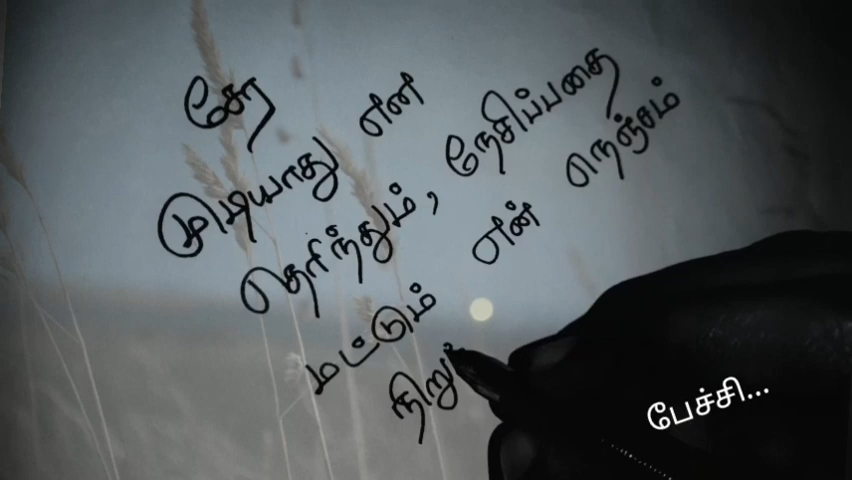 சேர
முடியாது என
தெரிந்தும், நேசிப்பதை
மட்டும் என் நெஞ்சம்
நிறு
பேச்சி...